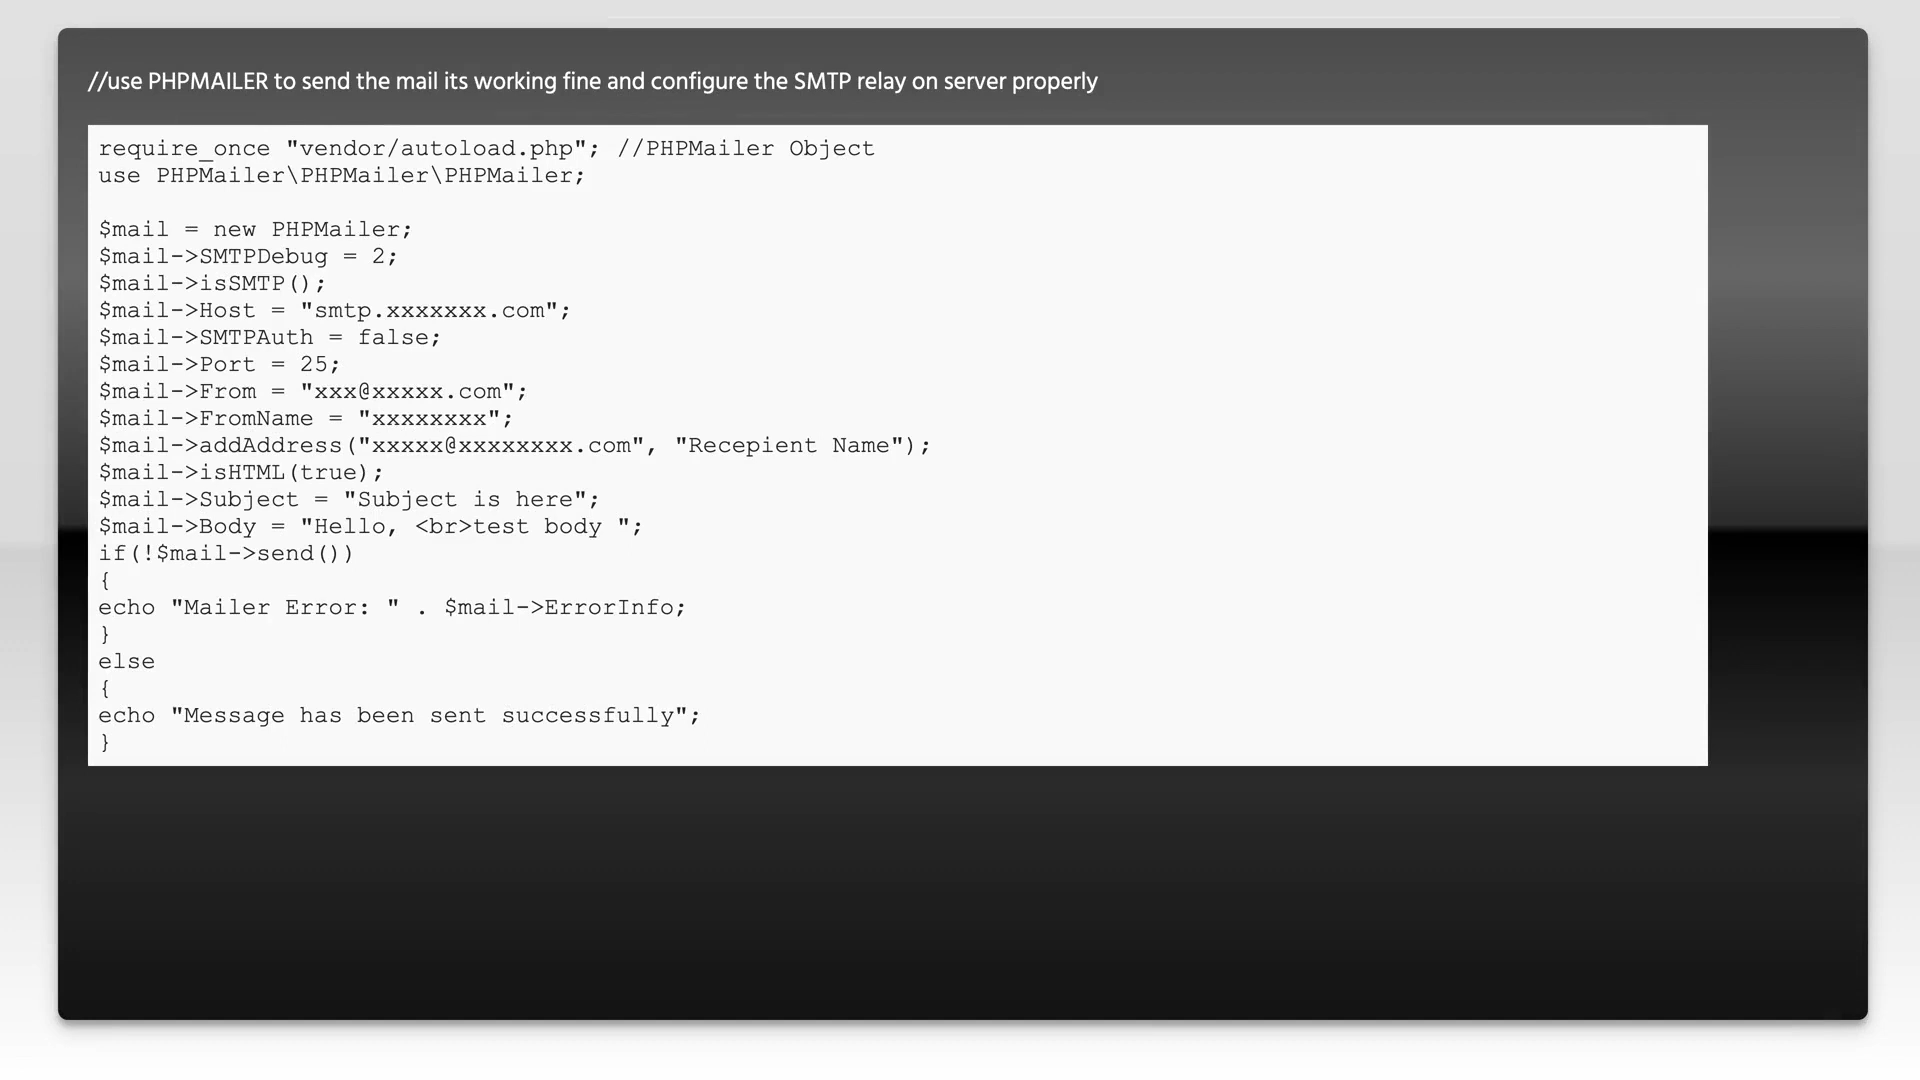 //use PHPMAILER to send the mail its working fine and configure the SMTP relay on server properly
require_once "vendor/autoload.php"; //PHPMailer Object
use PHPMailer\PHPMailer\PHPMailer;
$mail = new PHPMailer;
$mail->SMTPDebug = 2;
$mail->isSMTP();
$mail->Host = "smtp.xxxxxxx.com";
$mail->SMTPAuth = false;
$mail->Port = 25;
$mail->From = "xxx@xxxxx.com";
$mail->FromName = "xxxxxxxx";
$mail->addAddress("xxxxx@xxxxxxxx.com", "Recepient Name");
$mail->isHTML(true);
$mail->Subject = "Subject is here";
$mail->Body = "Hello, <br>test body ";
if(!$mail->send())
{
echo "Mailer Error: " . $mail->ErrorInfo;
}
else
{
echo "Message has been sent successfully";
}